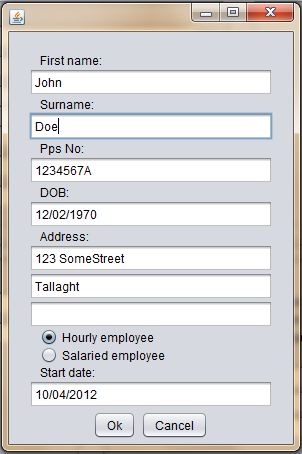 First name:
John
Surname:
Doe
Pps No:
1234567A
DOB:
12/02/1970
Address:
123 SomeStreet
Tallaght
Hourly employee
Salaried employee
Start date:
10/04/2012
Ok Cancel